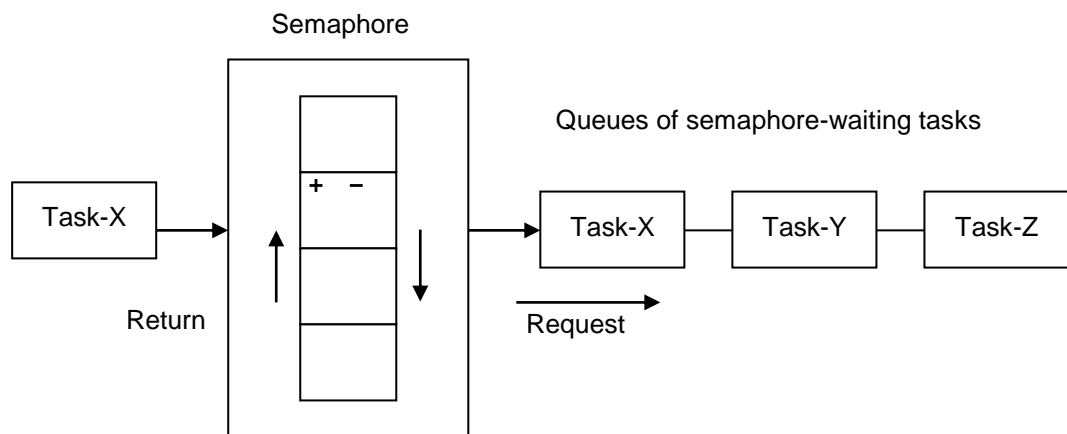 Semaphore
Queues of semaphore-waiting tasks
+ −
Task-X
Task-X
Task-Y
Task-Z
Return
Request